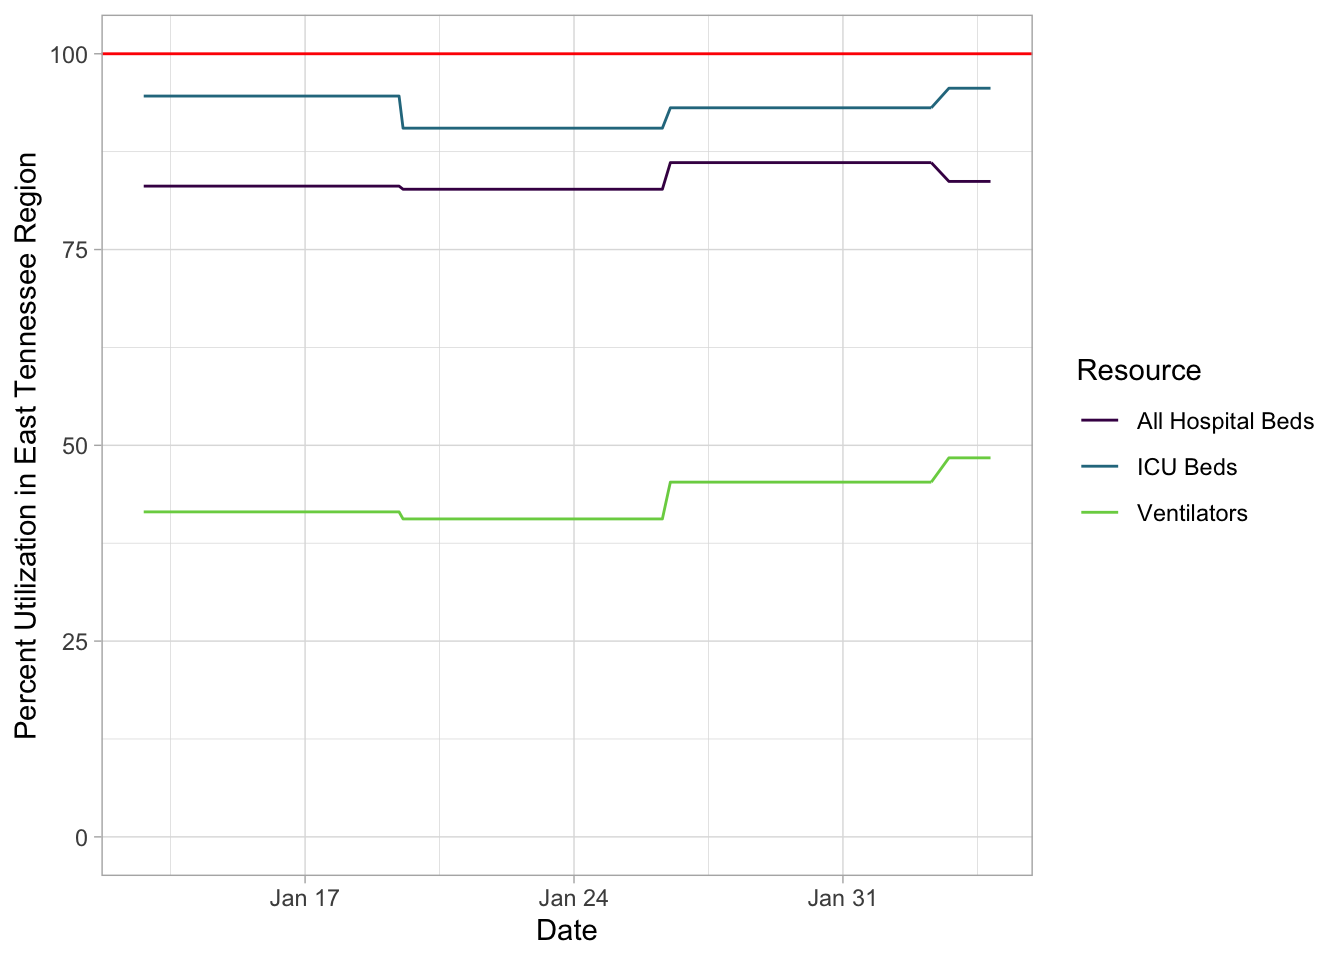 Percent Utilization in East Tennessee Region
100
75
50
25
0
Jan 17
Jan 24
Jan 31
Date
Resource
All Hospital Beds
ICU Beds
Ventilators